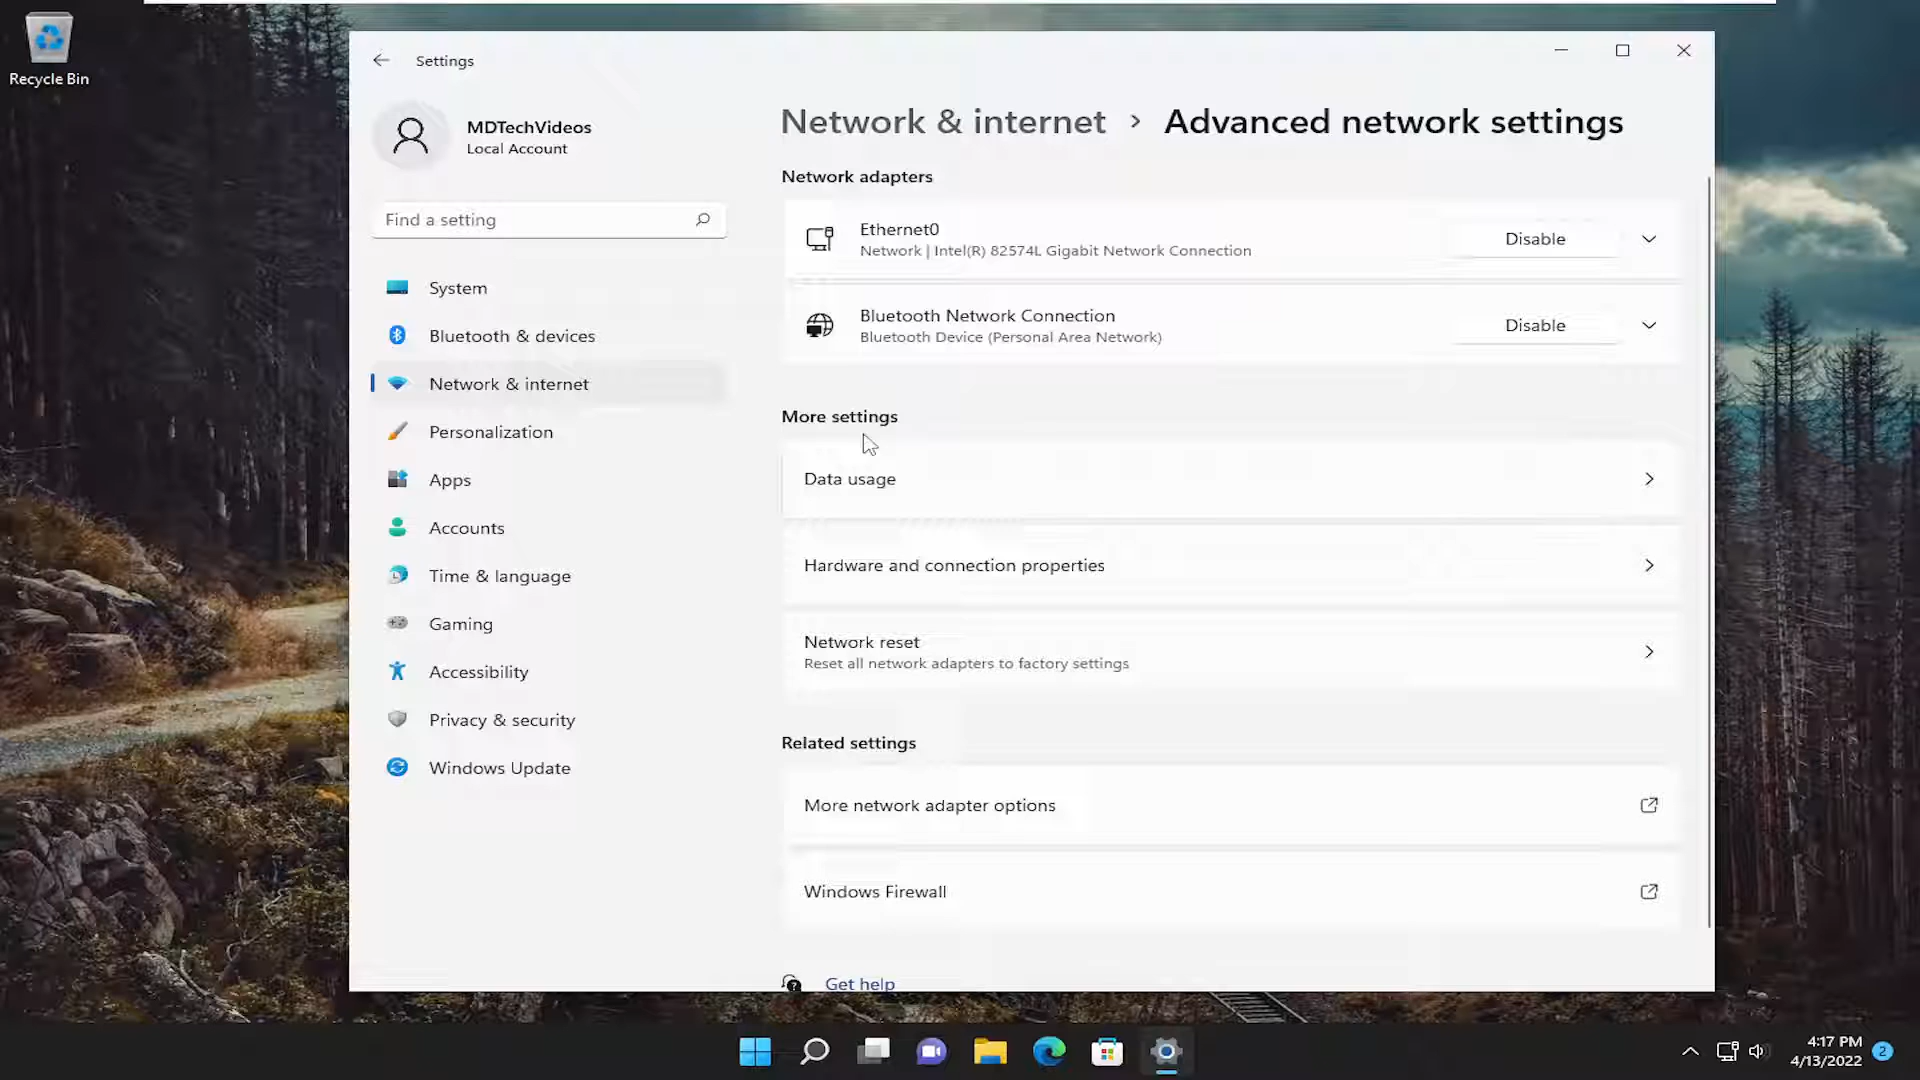 Recycle Bin
Settings
MDTechVideos
Local Account
Find a setting
System
Bluetooth & devices
Network & internet
Personalization
Apps
Accounts
Time & language
Gaming
Accessibility
Privacy & security
Windows Update
Network & internet > Advanced network settings
Network adapters
Ethernet0
Network | Intel(R) 82574L Gigabit Network Connection
Disable
Bluetooth Network Connection
Bluetooth Device (Personal Area Network)
Disable
More settings
Data usage
Hardware and connection properties
Network reset
Reset all network adapters to factory settings
Related settings
More network adapter options
Windows Firewall
Get help
4:17 PM
4/13/2022
2